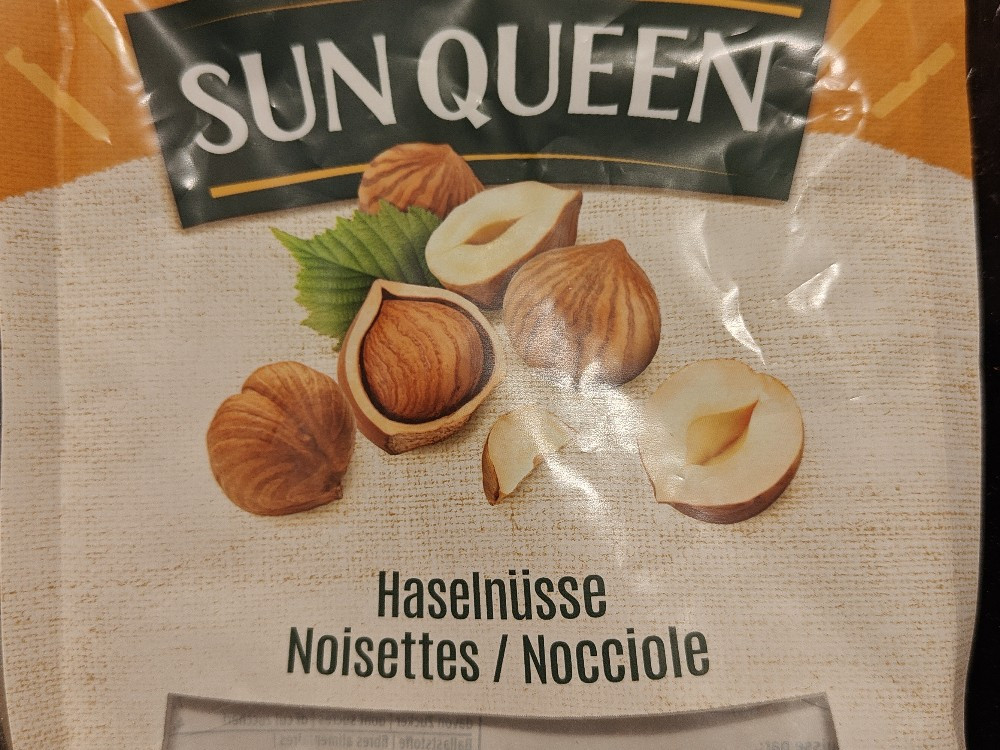 SUN QUEEN
Haselnüsse
Noisettes / Nocciole